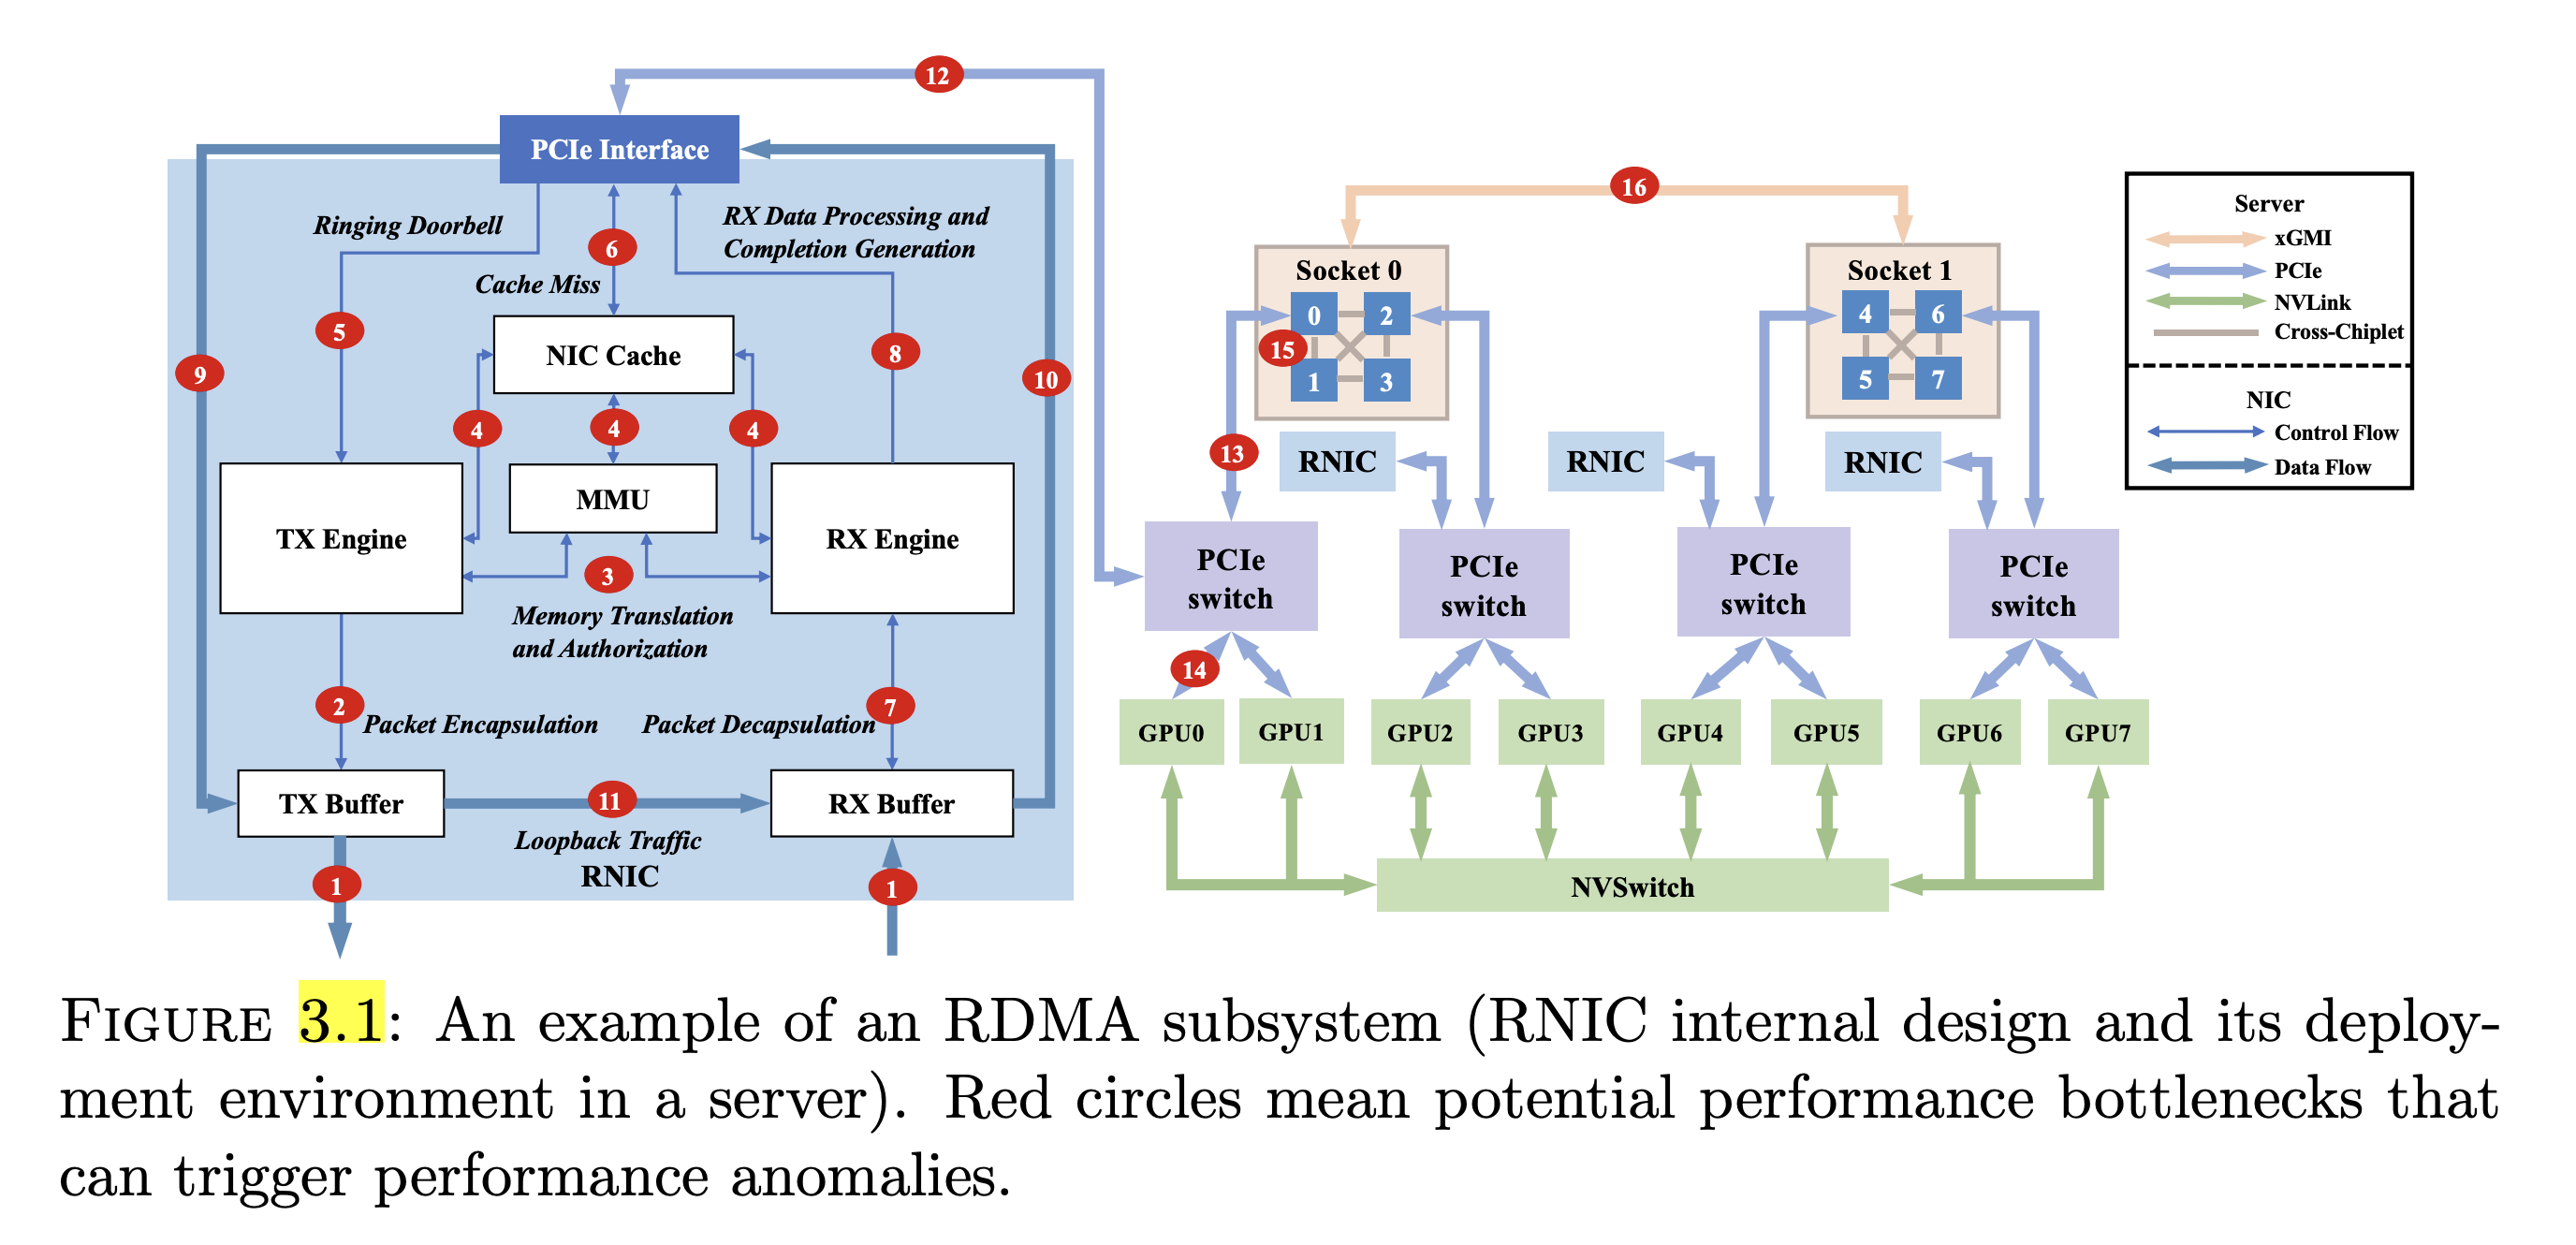 12
PCIe Interface
Ringing Doorbell
RX Data Processing and
Completion Generation
6
Cache Miss
5
8
9
10
NIC Cache
4
4
4
TX Engine
MMU
RX Engine
3
Memory Translation
and Authorization
2
Packet Encapsulation
Packet Decapsulation
7
TX Buffer
11
RX Buffer
Loopback Traffic
RNIC
1
1
16
Socket 0
0
2
15
1
3
Socket 1
4
6
5
7
13
RNIC
RNIC
RNIC
PCIe
switch
PCIe
switch
PCIe
switch
PCIe
switch
14
GPU0
GPU1
GPU2
GPU3
GPU4
GPU5
GPU6
GPU7
NVSwitch
Server
xGMI
PCIe
NVLink
Cross-Chiplet
NIC
Control Flow
Data Flow
FIGURE 3.1: An example of an RDMA subsystem (RNIC internal design and its deploy-
ment environment in a server). Red circles mean potential performance bottlenecks that
can trigger performance anomalies.